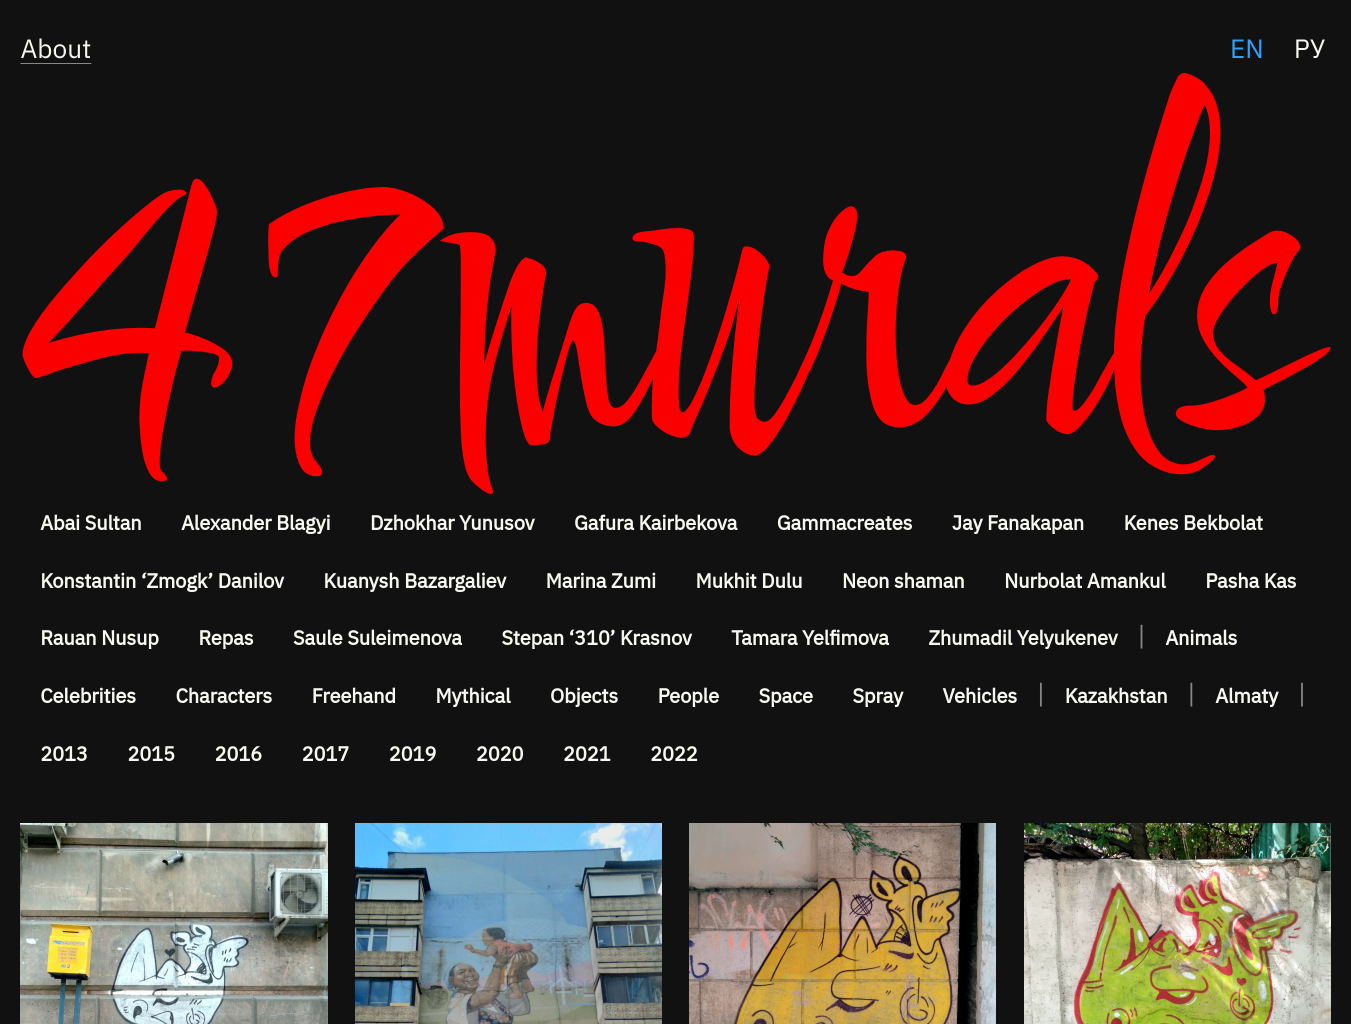 About
EN РУ
47murals
Abai Sultan Alexander Blagyi Dzhokhar Yunusov Gafura Kairbekova Gammacreates Jay Fanakapan Kenes Bekbolat
Konstantin ‘Zmogk’ Danilov Kuanysh Bazargaliev Marina Zumi Mukhit Dulu Neon shaman Nurbolat Amankul Pasha Kas
Rauan Nusup Repas Saule Suleimenova Stepan ‘310’ Krasnov Tamara Yelfimova Zhumadil Yelyukenev | Animals
Celebrities Characters Freehand Mythical Objects People Space Spray Vehicles | Kazakhstan | Almaty |
2013 2015 2016 2017 2019 2020 2021 2022